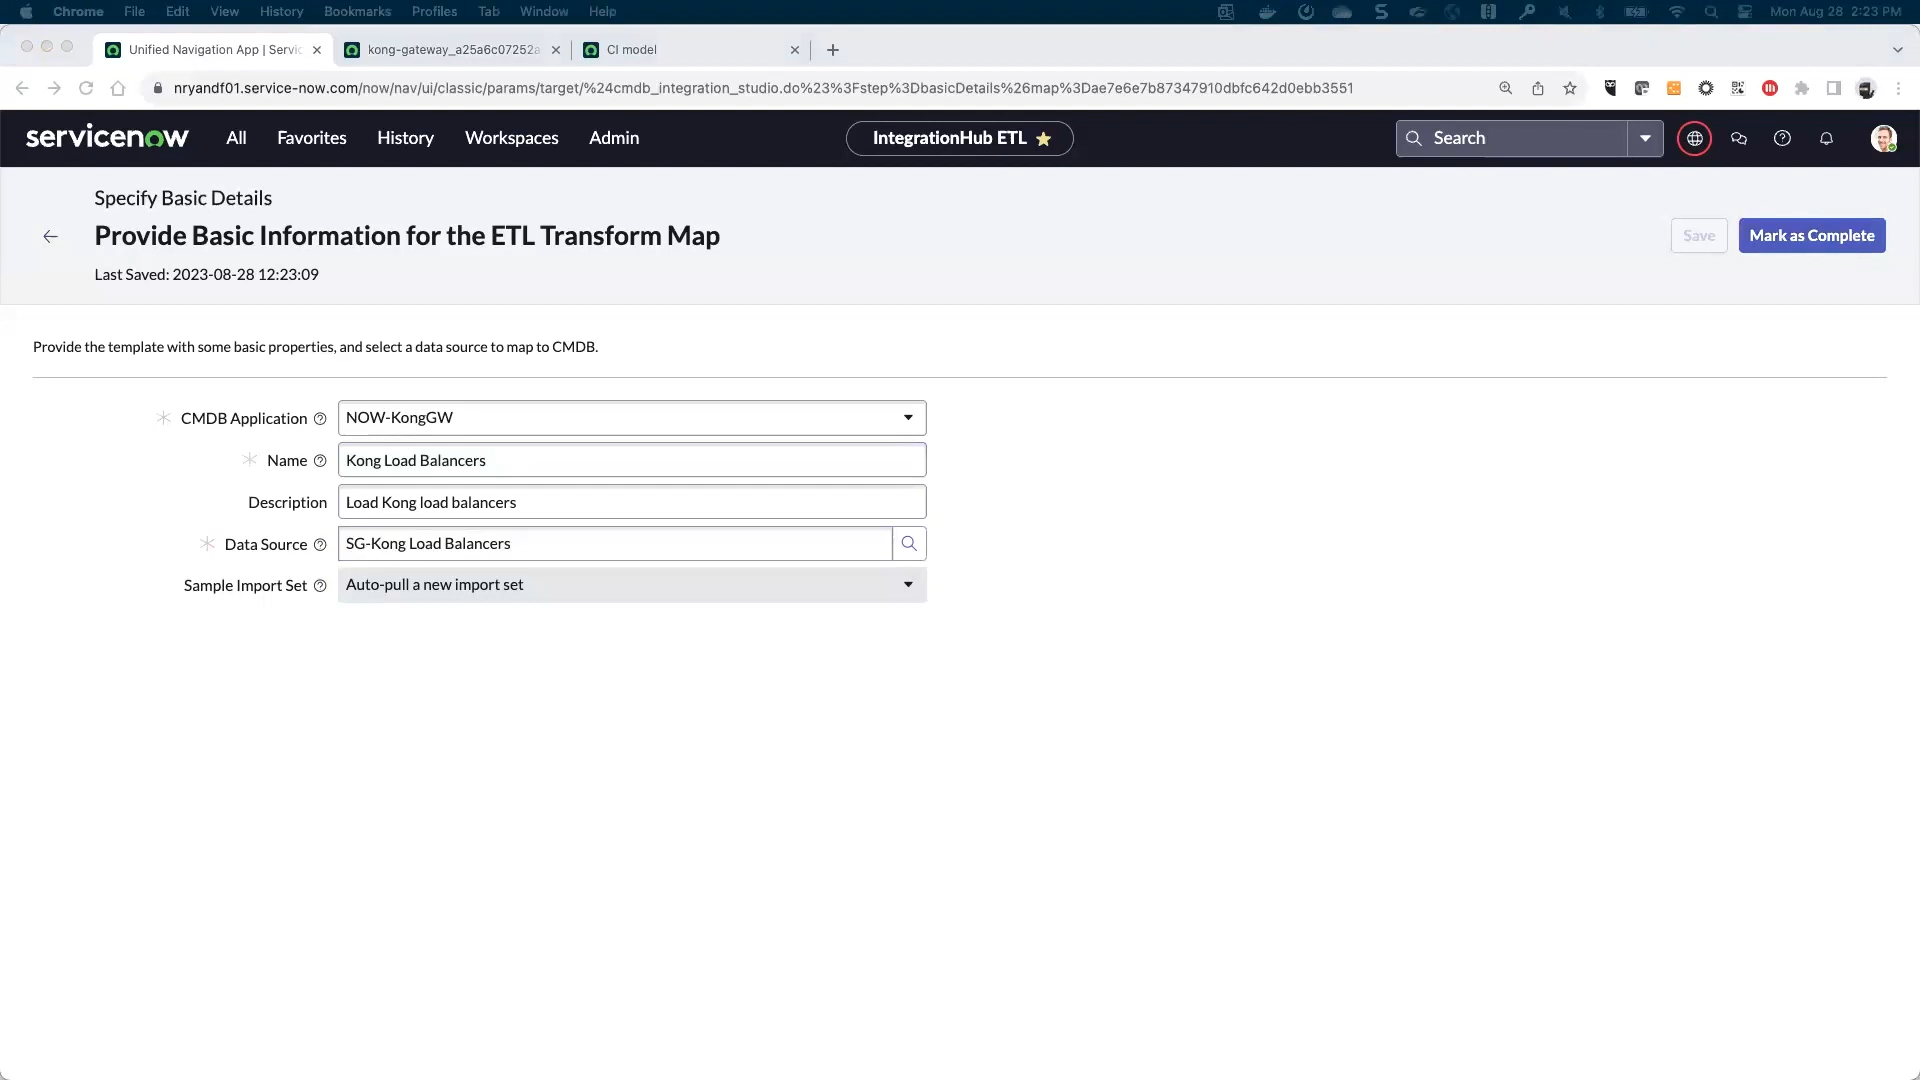 Chrome File Edit View History Bookmarks Profiles Tab Window Help Mon Aug 28 2:23 PM
Unified Navigation App | Servic kong-gateway_a25a6c07252a CI model
nryandf01.service-now.com/now/nav/ui/classic/params/target/%24cmdb_integration_studio.do%23%3Fstep%3DbasicDetails%26map%3Dae7e6e7b87347910dbfc642d0ebb3551
servicenow All Favorites History Workspaces Admin IntegrationHub ETL Search
Specify Basic Details
Provide Basic Information for the ETL Transform Map
Save Mark as Complete
Last Saved: 2023-08-28 12:23:09
Provide the template with some basic properties, and select a data source to map to CMDB.
CMDB Application NOW-KongGW
Name Kong Load Balancers
Description Load Kong load balancers
Data Source SG-Kong Load Balancers
Sample Import Set Auto-pull a new import set